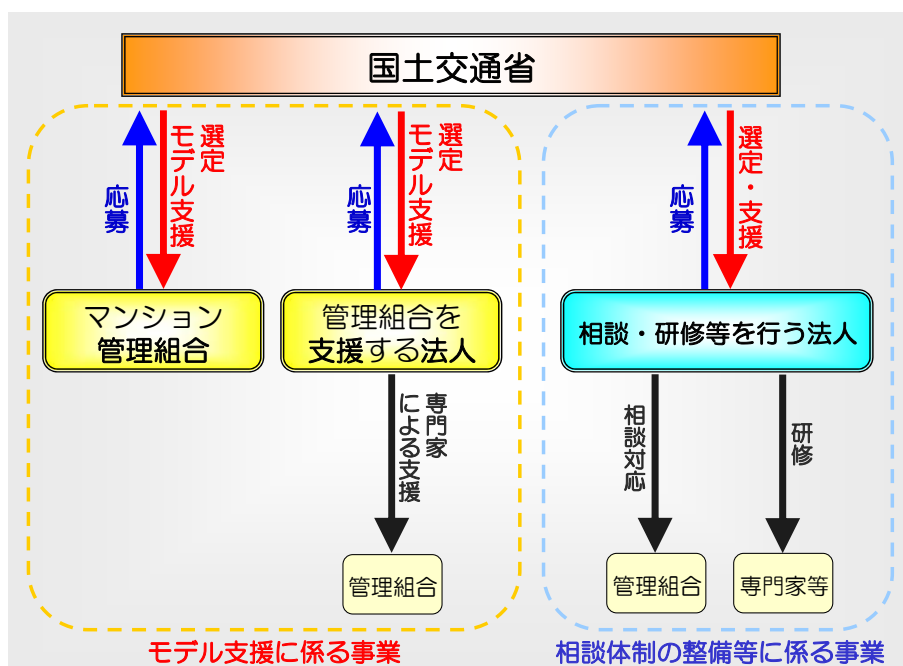 国土交通省
応募
選定
モデル支援
応募
選定
モデル支援
応募
選定・支援
マンション
管理組合
管理組合を
支援する法人
相談・研修等を行う法人
専門家
による支援
相談対応
研修
管理組合
管理組合
専門家等
モデル支援に係る事業
相談体制の整備等に係る事業